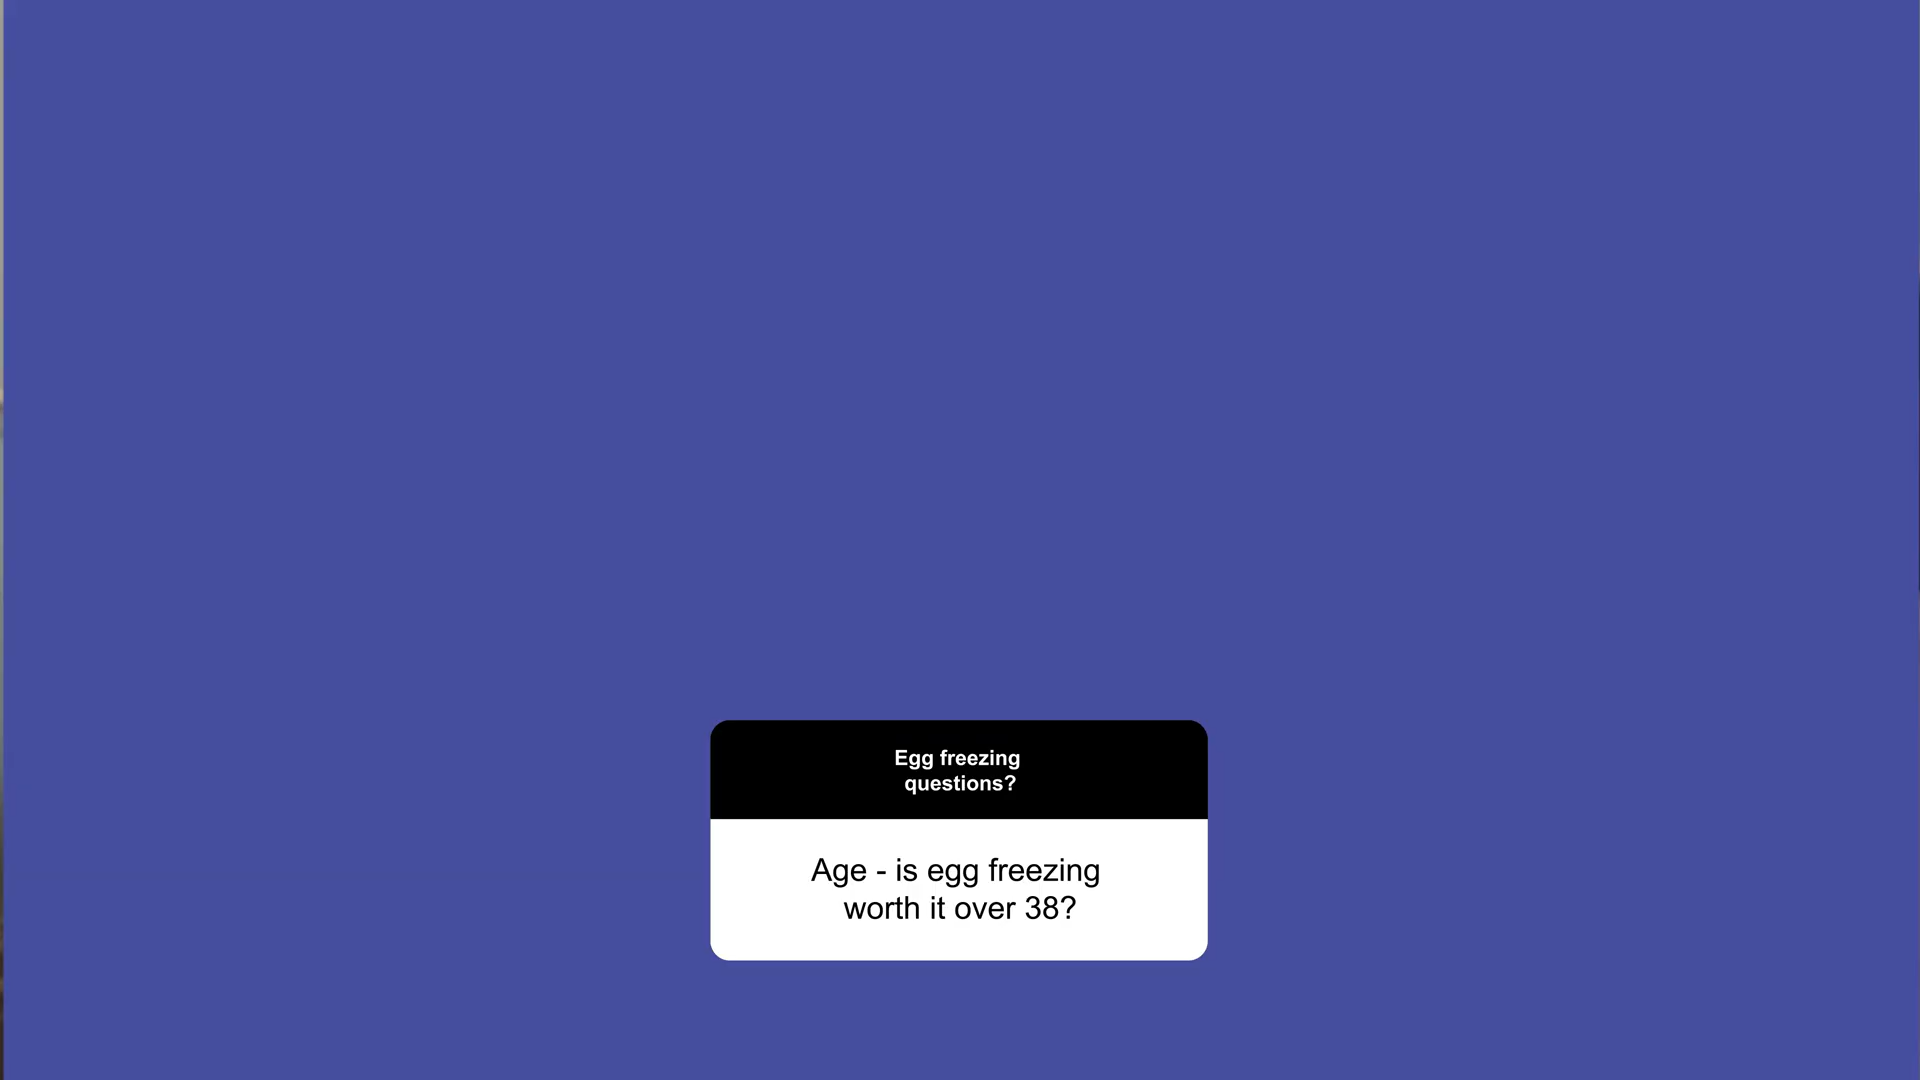 Egg freezing
questions?
Age - is egg freezing
worth it over 38?